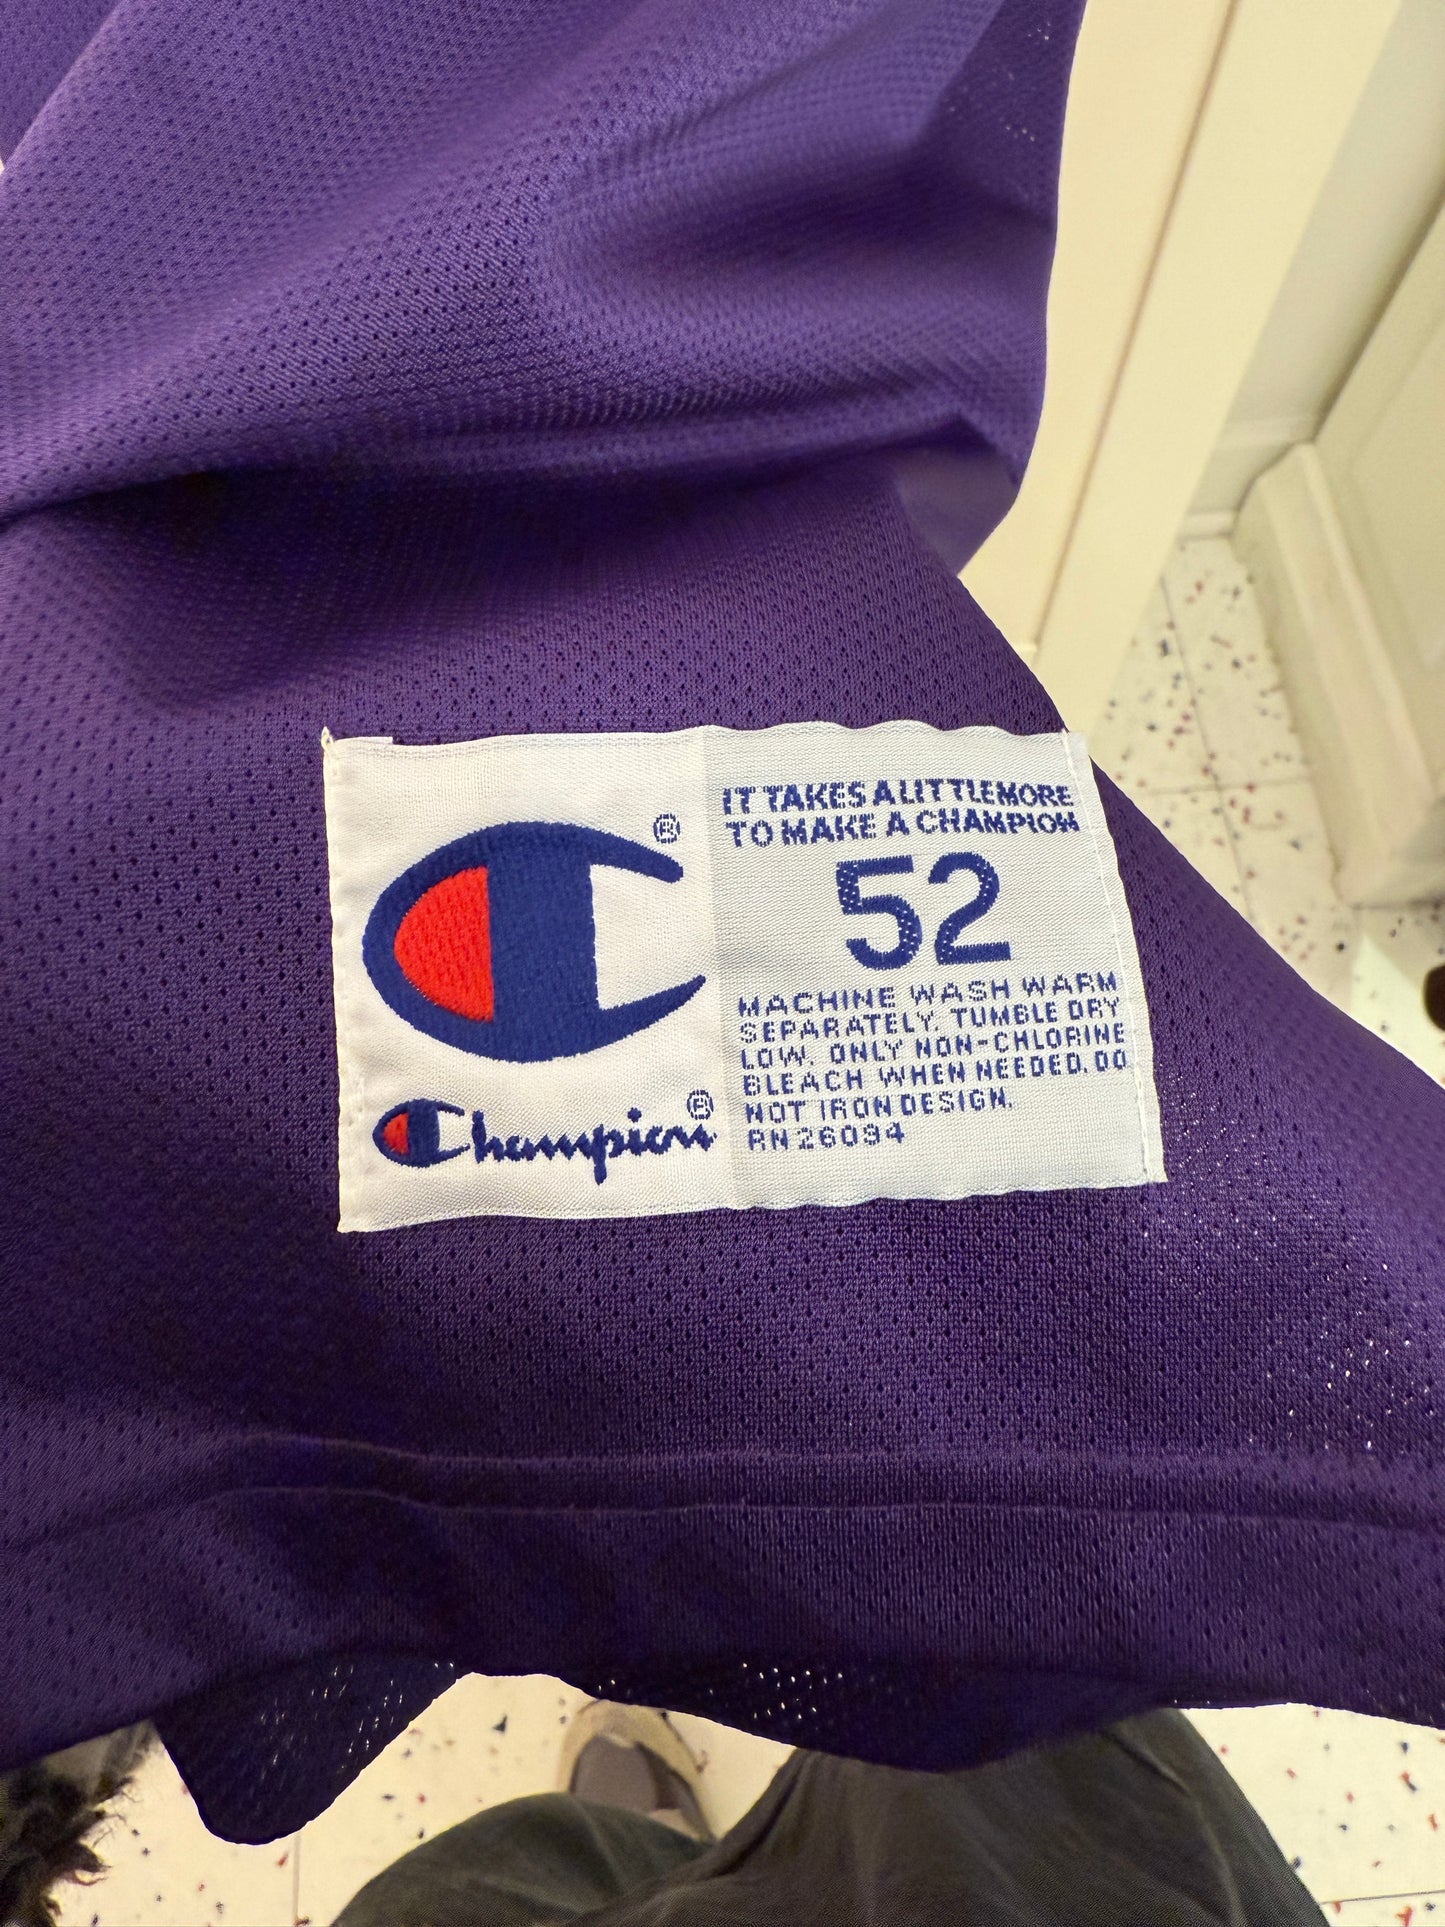 ®
IT TAKES A LITTLE MORE
TO MAKE A CHAMPION
52
MACHINE WASH WARM
SEPARATELY. TUMBLE DRY
LOW. ONLY NON-CHLORINE
BLEACH WHEN NEEDED. DO
NOT IRON DESIGN.
RN 26094
Champion®